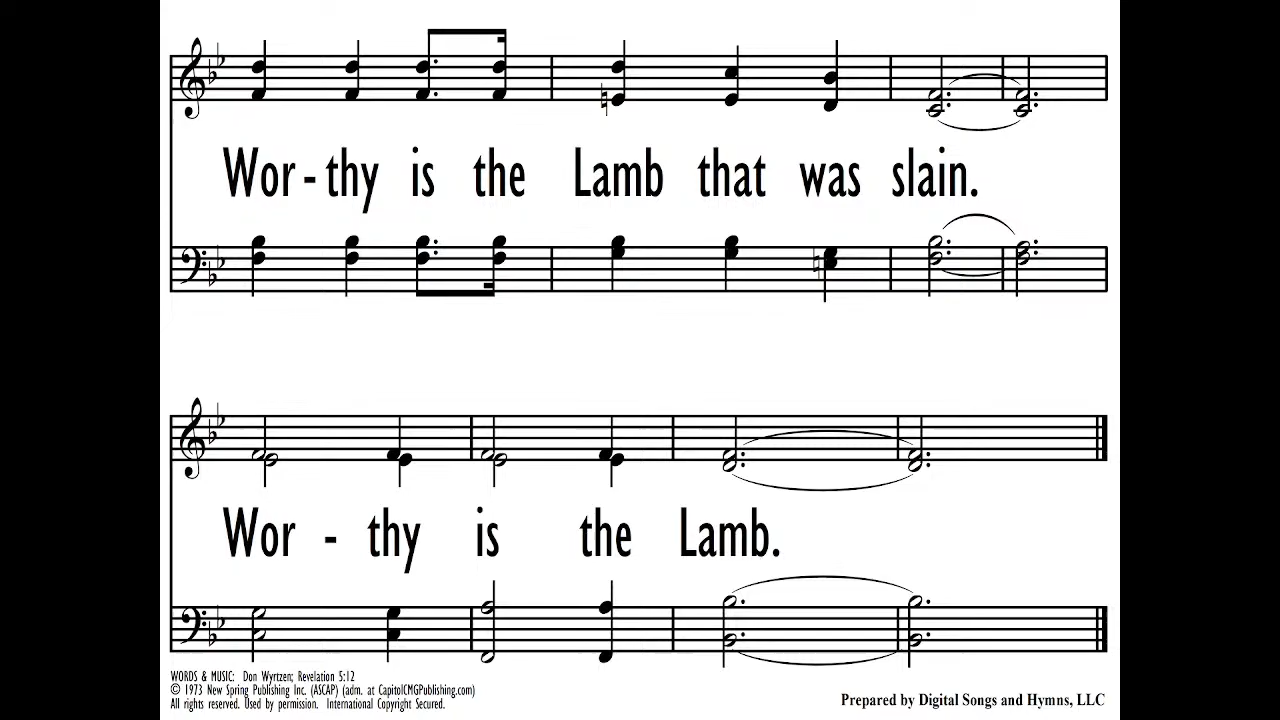 Wor - thy is the Lamb that was slain.
Wor - thy is the Lamb.
WORDS & MUSIC: Don Wyrtzen; Revelation 5:12
© 1973 New Spring Publishing Inc. (ASCAP) (adm. at CapitolCMGPublishing.com)
All rights reserved. Used by permission. International Copyright Secured.
Prepared by Digital Songs and Hymns, LLC